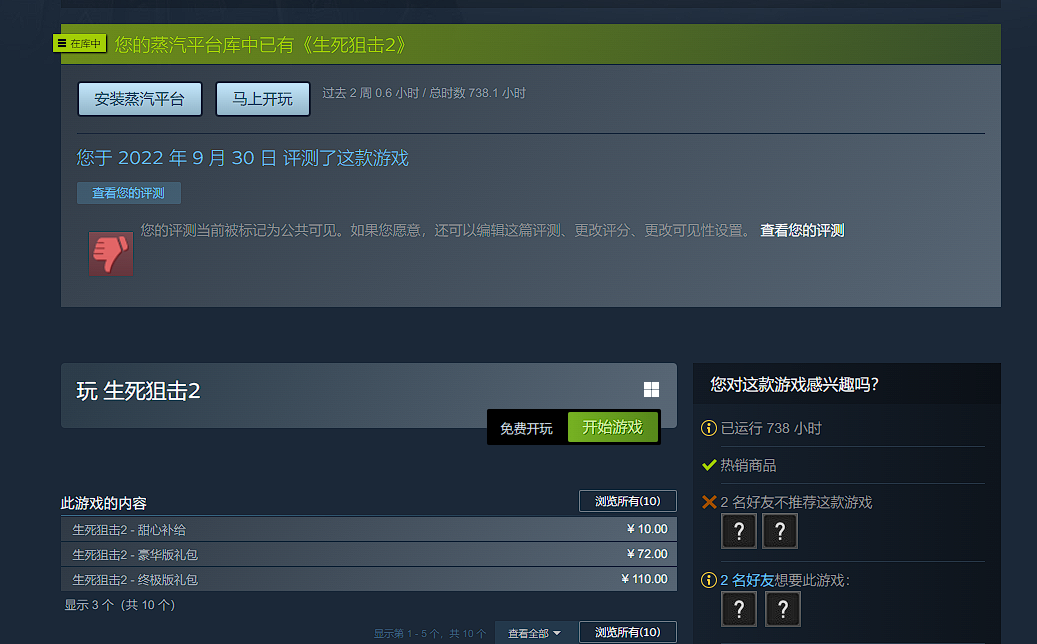 在库中
您的蒸汽平台库中已有《生死狙击2》
安装蒸汽平台
马上开玩
过去 2 周 0.6 小时 / 总时数 738.1 小时
您于 2022 年 9 月 30 日 评测了这款游戏
查看您的评测
您的评测当前被标记为公共可见。如果您愿意，还可以编辑这篇评测、更改评分、更改可见性设置。 查看您的评测
玩 生死狙击2
免费开玩
开始游戏
此游戏的内容
浏览所有(10)
生死狙击2 - 甜心补给
¥ 10.00
生死狙击2 - 豪华版礼包
¥ 72.00
生死狙击2 - 终极版礼包
¥ 110.00
显示 3 个（共 10 个）
显示第 1 - 5 个，共 10 个
查看全部
浏览所有(10)
您对这款游戏感兴趣吗?
已运行 738 小时
热销商品
2 名好友不推荐这款游戏
? ?
2 名好友想要此游戏：
? ?